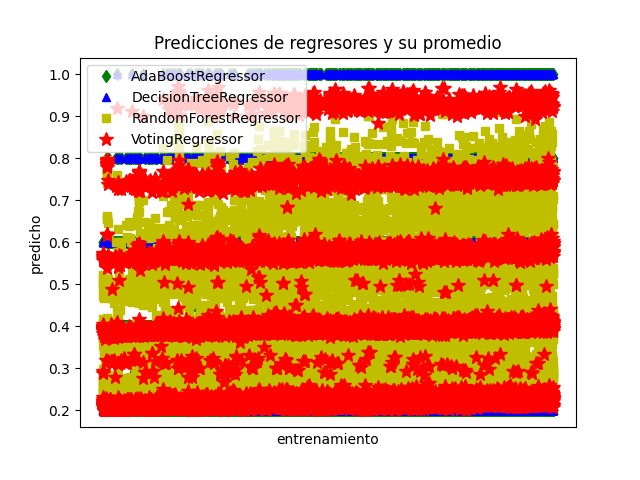 Predicciones de regresores y su promedio
1.0
0.9
0.8
0.7
0.6
0.5
0.4
0.3
0.2
predicho
AdaBoostRegressor
DecisionTreeRegressor
RandomForestRegressor
VotingRegressor
entrenamiento